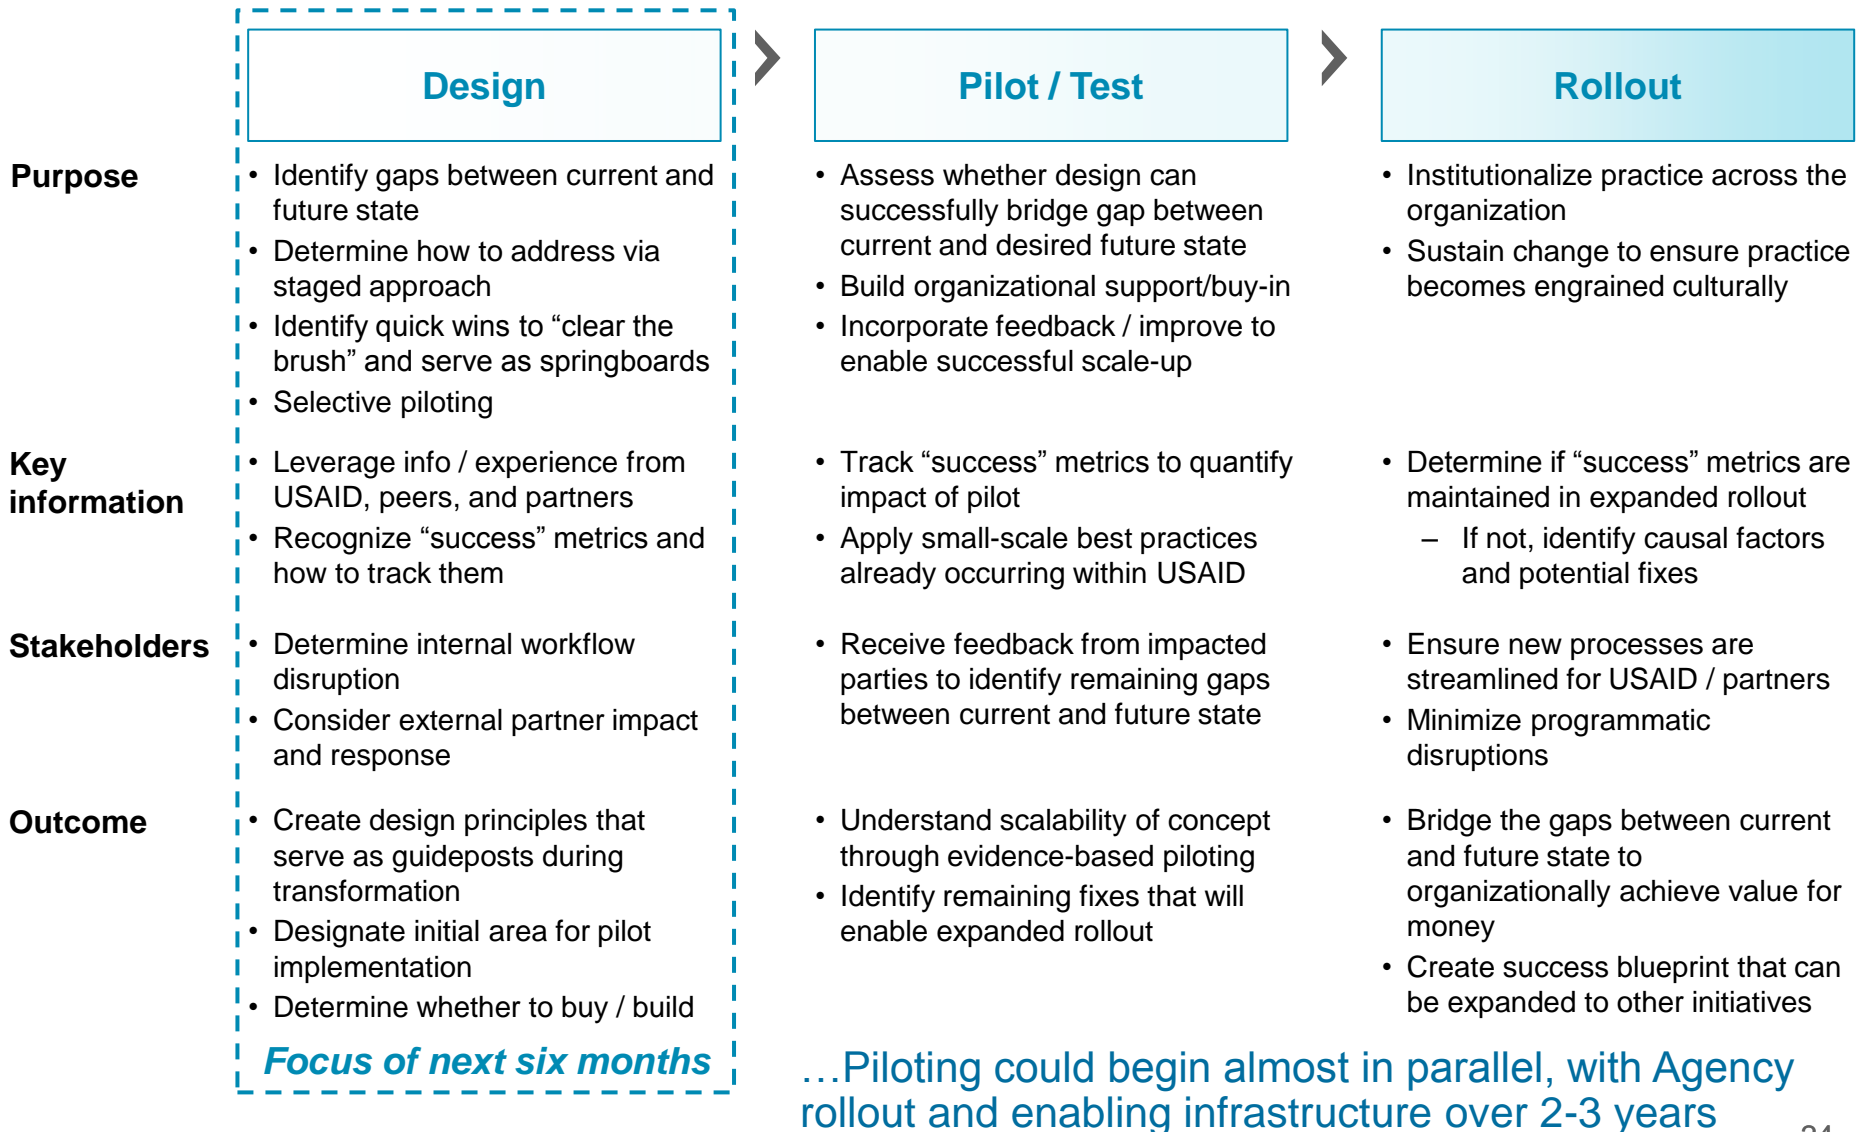 Design
Pilot / Test
Rollout
Purpose
• Identify gaps between current and
future state
• Determine how to address via
staged approach
• Identify quick wins to “clear the
brush” and serve as springboards
• Selective piloting
• Assess whether design can
successfully bridge gap between
current and desired future state
• Build organizational support/buy-in
• Incorporate feedback / improve to
enable successful scale-up
• Institutionalize practice across the
organization
• Sustain change to ensure practice
becomes engrained culturally
Key
information
• Leverage info / experience from
USAID, peers, and partners
• Recognize “success” metrics and
how to track them
• Track “success” metrics to quantify
impact of pilot
• Apply small-scale best practices
already occurring within USAID
• Determine if “success” metrics are
maintained in expanded rollout
– If not, identify causal factors
and potential fixes
Stakeholders
• Determine internal workflow
disruption
• Consider external partner impact
and response
• Receive feedback from impacted
parties to identify remaining gaps
between current and future state
• Ensure new processes are
streamlined for USAID / partners
• Minimize programmatic
disruptions
Outcome
• Create design principles that
serve as guideposts during
transformation
• Designate initial area for pilot
implementation
• Determine whether to buy / build
• Understand scalability of concept
through evidence-based piloting
• Identify remaining fixes that will
enable expanded rollout
• Bridge the gaps between current
and future state to
organizationally achieve value for
money
• Create success blueprint that can
be expanded to other initiatives
Focus of next six months
…Piloting could begin almost in parallel, with Agency
rollout and enabling infrastructure over 2-3 years